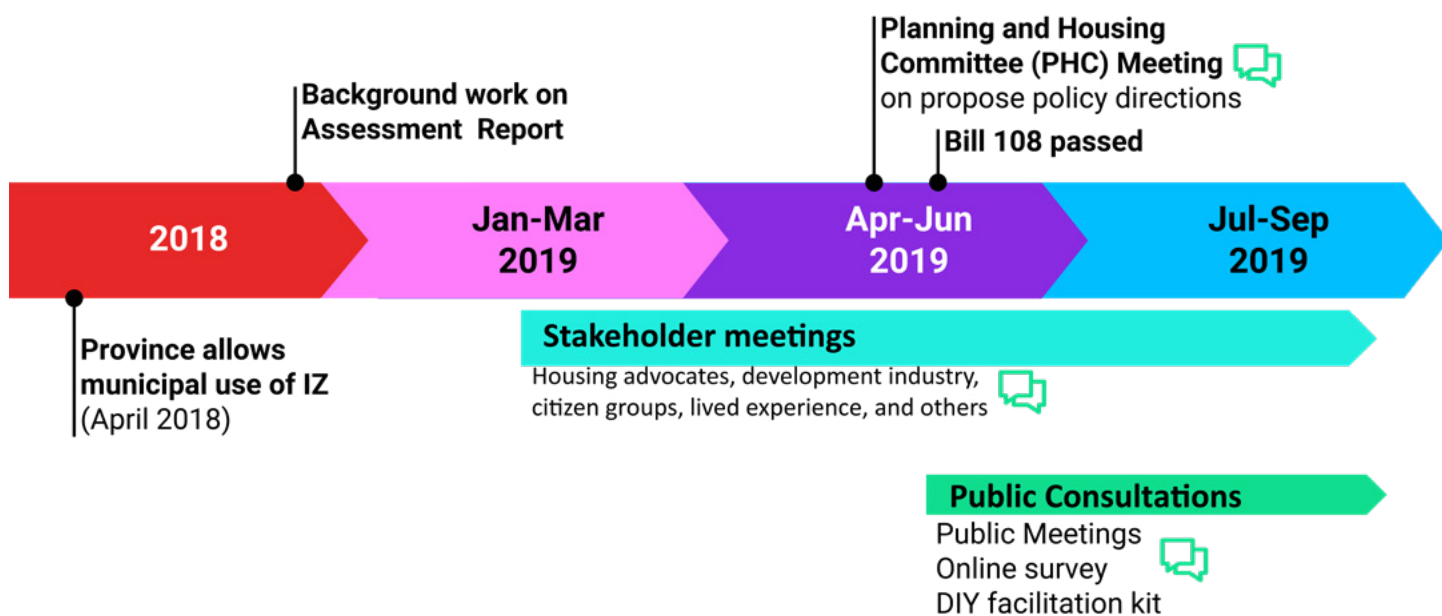 Planning and Housing
Committee (PHC) Meeting
on propose policy directions
Background work on
Assessment Report
Bill 108 passed
2018
Jan-Mar
2019
Apr-Jun
2019
Jul-Sep
2019
Province allows
municipal use of IZ
(April 2018)
Stakeholder meetings
Housing advocates, development industry,
citizen groups, lived experience, and others
Public Consultations
Public Meetings
Online survey
DIY facilitation kit